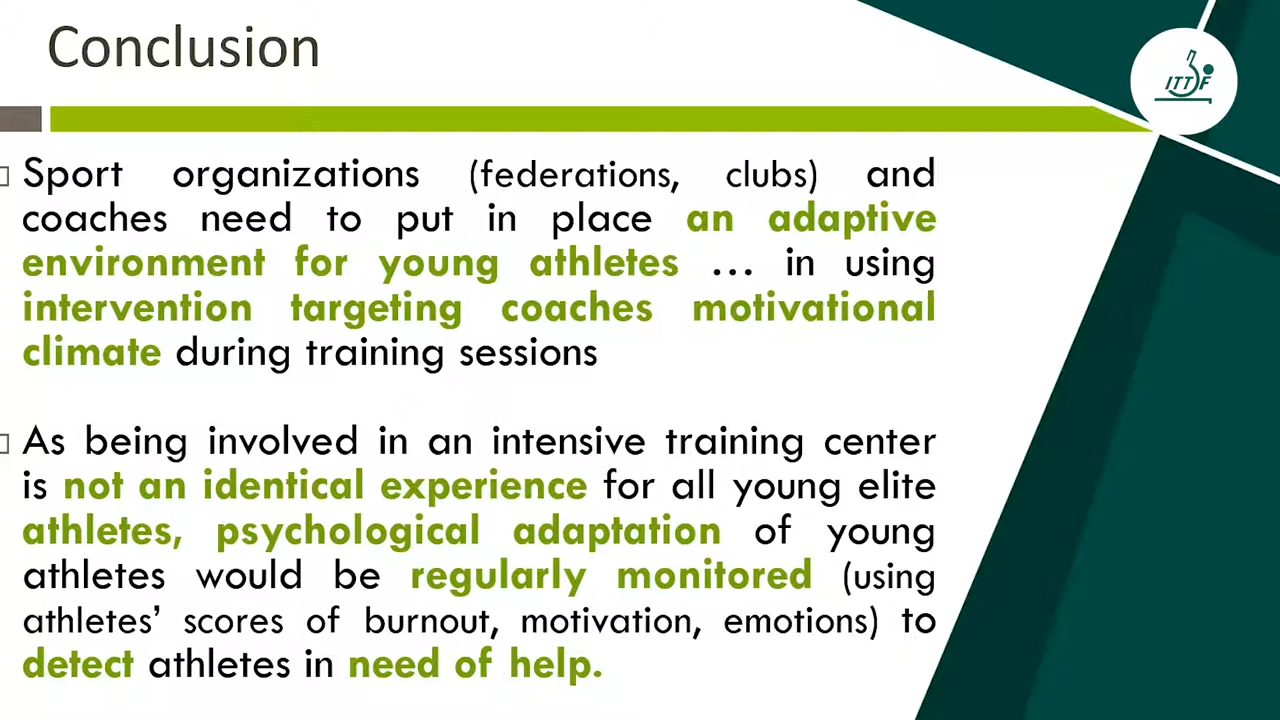 Conclusion
ITTF
Sport organizations (federations, clubs) and
coaches need to put in place an adaptive
environment for young athletes … in using
intervention targeting coaches motivational
climate during training sessions
As being involved in an intensive training center
is not an identical experience for all young elite
athletes, psychological adaptation of young
athletes would be regularly monitored (using
athletes’ scores of burnout, motivation, emotions) to
detect athletes in need of help.